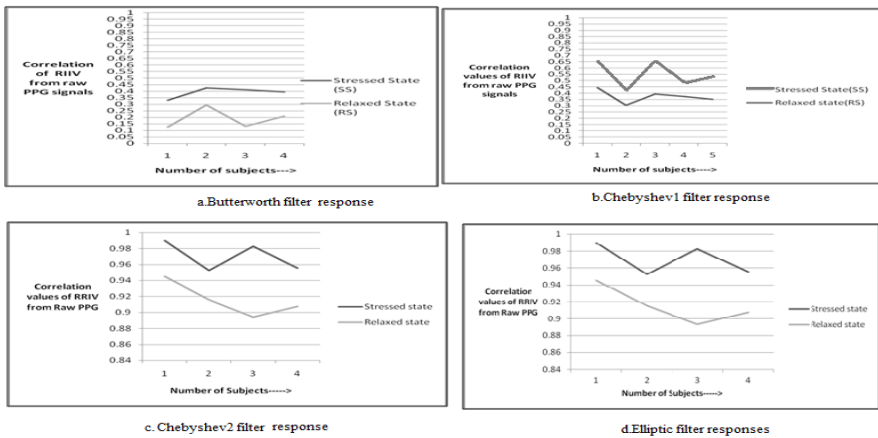 1
0.95
0.9
0.85
0.8
0.75
0.7
0.65
0.6
0.55
0.5
0.45
0.4
0.35
0.3
0.25
0.2
0.15
0.1
0.05
0
Correlation
of RIIV
from raw
PPG signals
Stressed State
(SS)
Relaxed State
(RS)
1 2 3 4
Number of subjects--->
a.Butterworth filter response
1
0.95
0.9
0.85
0.8
0.75
0.7
0.65
0.6
0.55
0.5
0.45
0.4
0.35
0.3
0.25
0.2
0.15
0.1
0.05
0
Correlation
values of RIIV
from raw PPG
signals
Stressed State(SS)
Relaxed state(RS)
1 2 3 4 5
Number of subjects---->
b.Chebyshev1 filter response
1
0.98
0.96
0.94
0.92
0.9
0.88
0.86
0.84
Correlation
values of RRIV
from Raw PPG
Stressed state
Relaxed state
1 2 3 4
Number of Subjects----->
c. Chebyshev2 filter response
1
0.98
0.96
0.94
0.92
0.9
0.88
0.86
0.84
Correlation
values of RRIV
from Raw PPG
Stressed state
Relaxed state
1 2 3 4
Number of Subjects----->
d.Elliptic filter responses